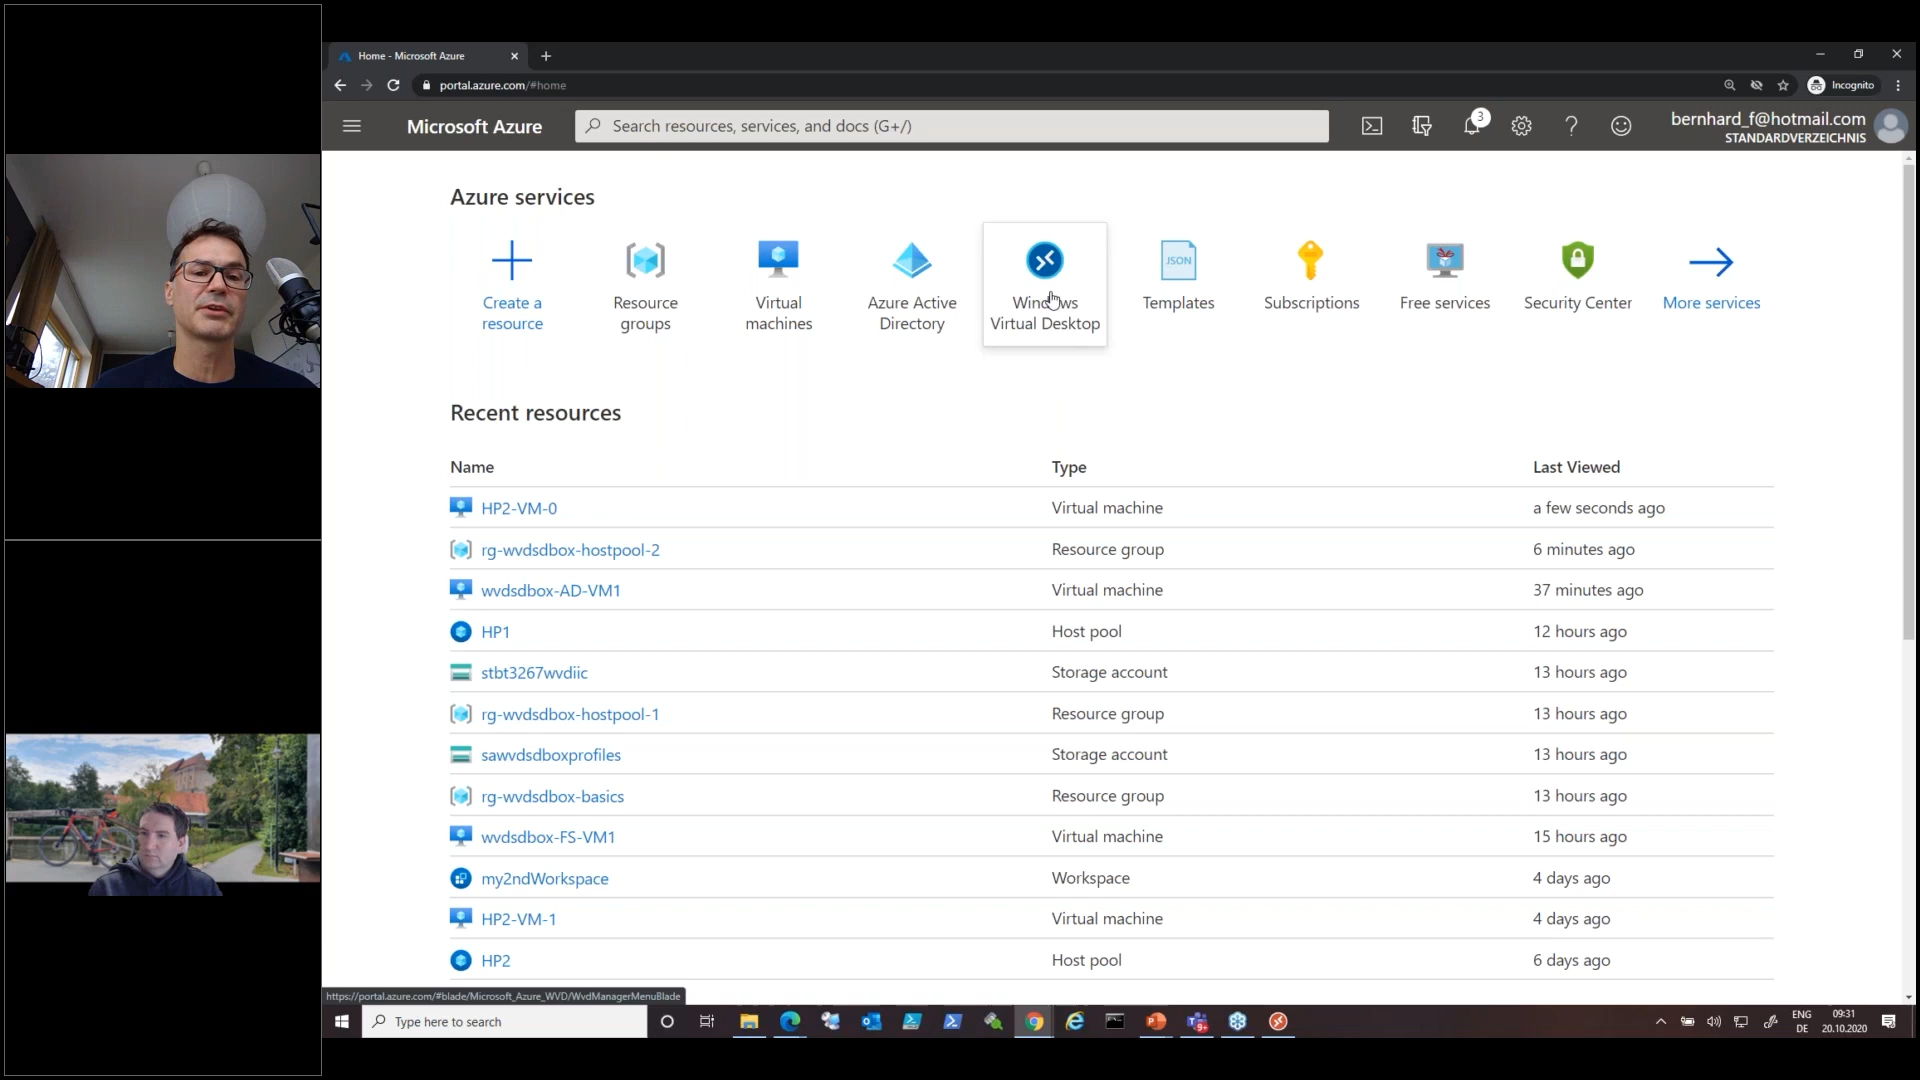 Home - Microsoft Azure
portal.azure.com/#home
Incognito
Microsoft Azure
Search resources, services, and docs (G+/)
3
bernhard_f@hotmail.com
STANDARDVERZEICHNIS
Azure services
Create a
resource
Resource
groups
Virtual
machines
Azure Active
Directory
Windows
Virtual Desktop
JSON
Templates
Subscriptions
Free services
Security Center
More services
Recent resources
Name Type Last Viewed
HP2-VM-0 Virtual machine a few seconds ago
rg-wvdsdbox-hostpool-2 Resource group 6 minutes ago
wvdsdbox-AD-VM1 Virtual machine 37 minutes ago
HP1 Host pool 12 hours ago
stbt3267wvdiic Storage account 13 hours ago
rg-wvdsdbox-hostpool-1 Resource group 13 hours ago
sawvdsdboxprofiles Storage account 13 hours ago
rg-wvdsdbox-basics Resource group 13 hours ago
wvdsdbox-FS-VM1 Virtual machine 15 hours ago
my2ndWorkspace Workspace 4 days ago
HP2-VM-1 Virtual machine 4 days ago
HP2 Host pool 6 days ago
https://portal.azure.com/#blade/Microsoft_Azure_WVD/WvdManagerMenuBlade
Type here to search
9+
ENG
DE
09:31
20.10.2020